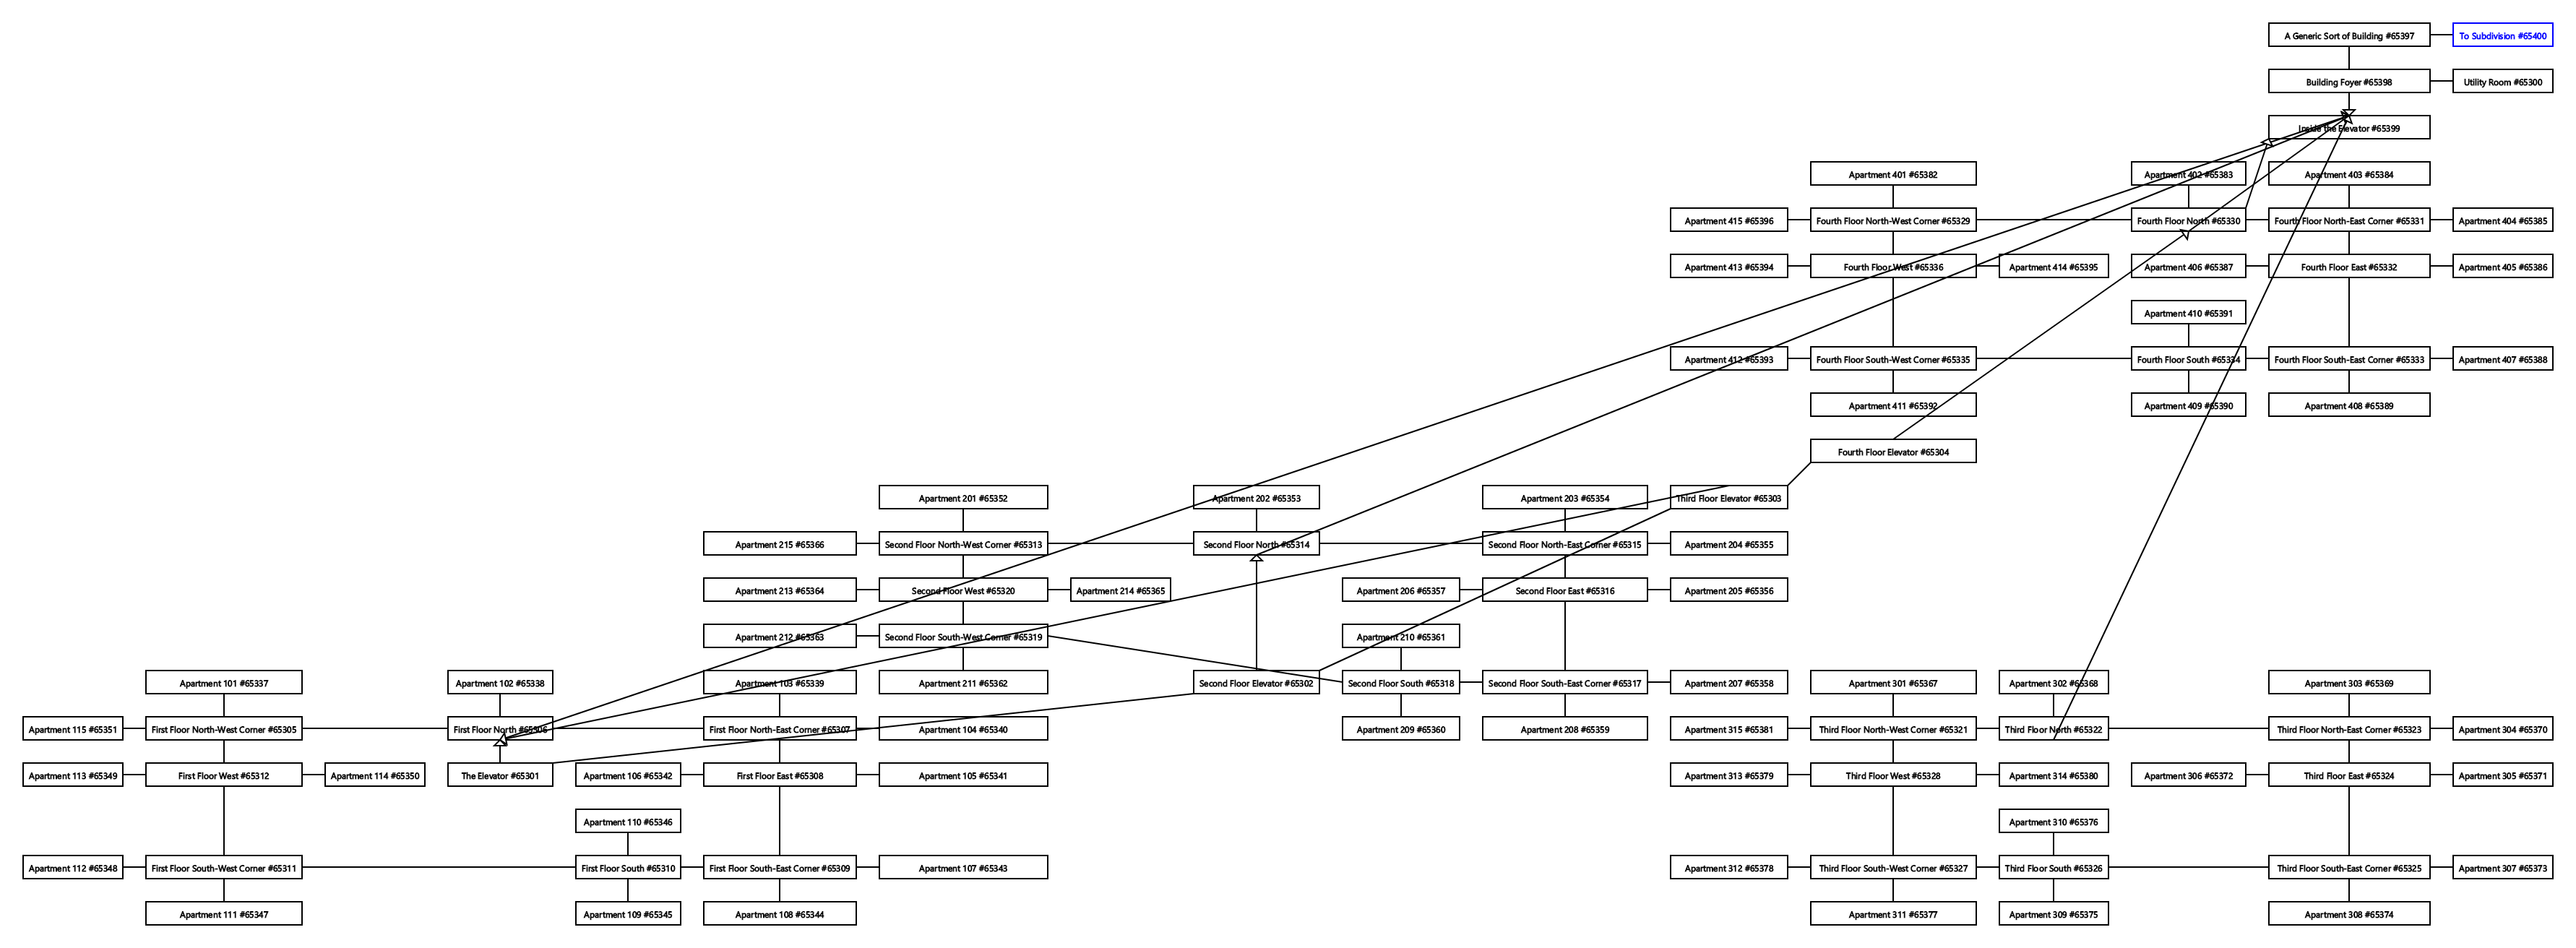 A Generic Sort of Building #65397
To Subdivision #65400
Building Foyer #65398
Utility Room #65300
Inside the Elevator #65399
Apartment 401 #65382
Apartment 402 #65383
Apartment 403 #65384
Apartment 415 #65396
Fourth Floor North-West Corner #65329
Fourth Floor North #65330
Fourth Floor North-East Corner #65331
Apartment 404 #65385
Apartment 413 #65394
Fourth Floor West #65336
Apartment 414 #65395
Apartment 406 #65387
Fourth Floor East #65332
Apartment 405 #65386
Apartment 410 #65391
Apartment 412 #65393
Fourth Floor South-West Corner #65335
Fourth Floor South #65334
Fourth Floor South-East Corner #65333
Apartment 407 #65388
Apartment 411 #65392
Apartment 409 #65390
Apartment 408 #65389
Fourth Floor Elevator #65304
Apartment 201 #65352
Apartment 202 #65353
Apartment 203 #65354
Third Floor Elevator #65303
Apartment 215 #65366
Second Floor North-West Corner #65313
Second Floor North #65314
Second Floor North-East Corner #65315
Apartment 204 #65355
Apartment 213 #65364
Second Floor West #65320
Apartment 214 #65365
Apartment 206 #65357
Second Floor East #65316
Apartment 205 #65356
Apartment 212 #65363
Second Floor South-West Corner #65319
Apartment 210 #65361
Apartment 101 #65337
Apartment 102 #65338
Apartment 103 #65339
Apartment 211 #65362
Second Floor Elevator #65302
Second Floor South #65318
Second Floor South-East Corner #65317
Apartment 207 #65358
Apartment 301 #65367
Apartment 302 #65368
Apartment 303 #65369
Apartment 115 #65351
First Floor North-West Corner #65305
First Floor North #65306
First Floor North-East Corner #65307
Apartment 104 #65340
Apartment 209 #65360
Apartment 208 #65359
Apartment 315 #65381
Third Floor North-West Corner #65321
Third Floor North #65322
Third Floor North-East Corner #65323
Apartment 304 #65370
Apartment 113 #65349
First Floor West #65312
Apartment 114 #65350
The Elevator #65301
Apartment 106 #65342
First Floor East #65308
Apartment 105 #65341
Apartment 313 #65379
Third Floor West #65328
Apartment 314 #65380
Apartment 306 #65372
Third Floor East #65324
Apartment 305 #65371
Apartment 110 #65346
Apartment 310 #65376
Apartment 112 #65348
First Floor South-West Corner #65311
First Floor South #65310
First Floor South-East Corner #65309
Apartment 107 #65343
Apartment 312 #65378
Third Floor South-West Corner #65327
Third Floor South #65326
Third Floor South-East Corner #65325
Apartment 307 #65373
Apartment 111 #65347
Apartment 109 #65345
Apartment 108 #65344
Apartment 311 #65377
Apartment 309 #65375
Apartment 308 #65374